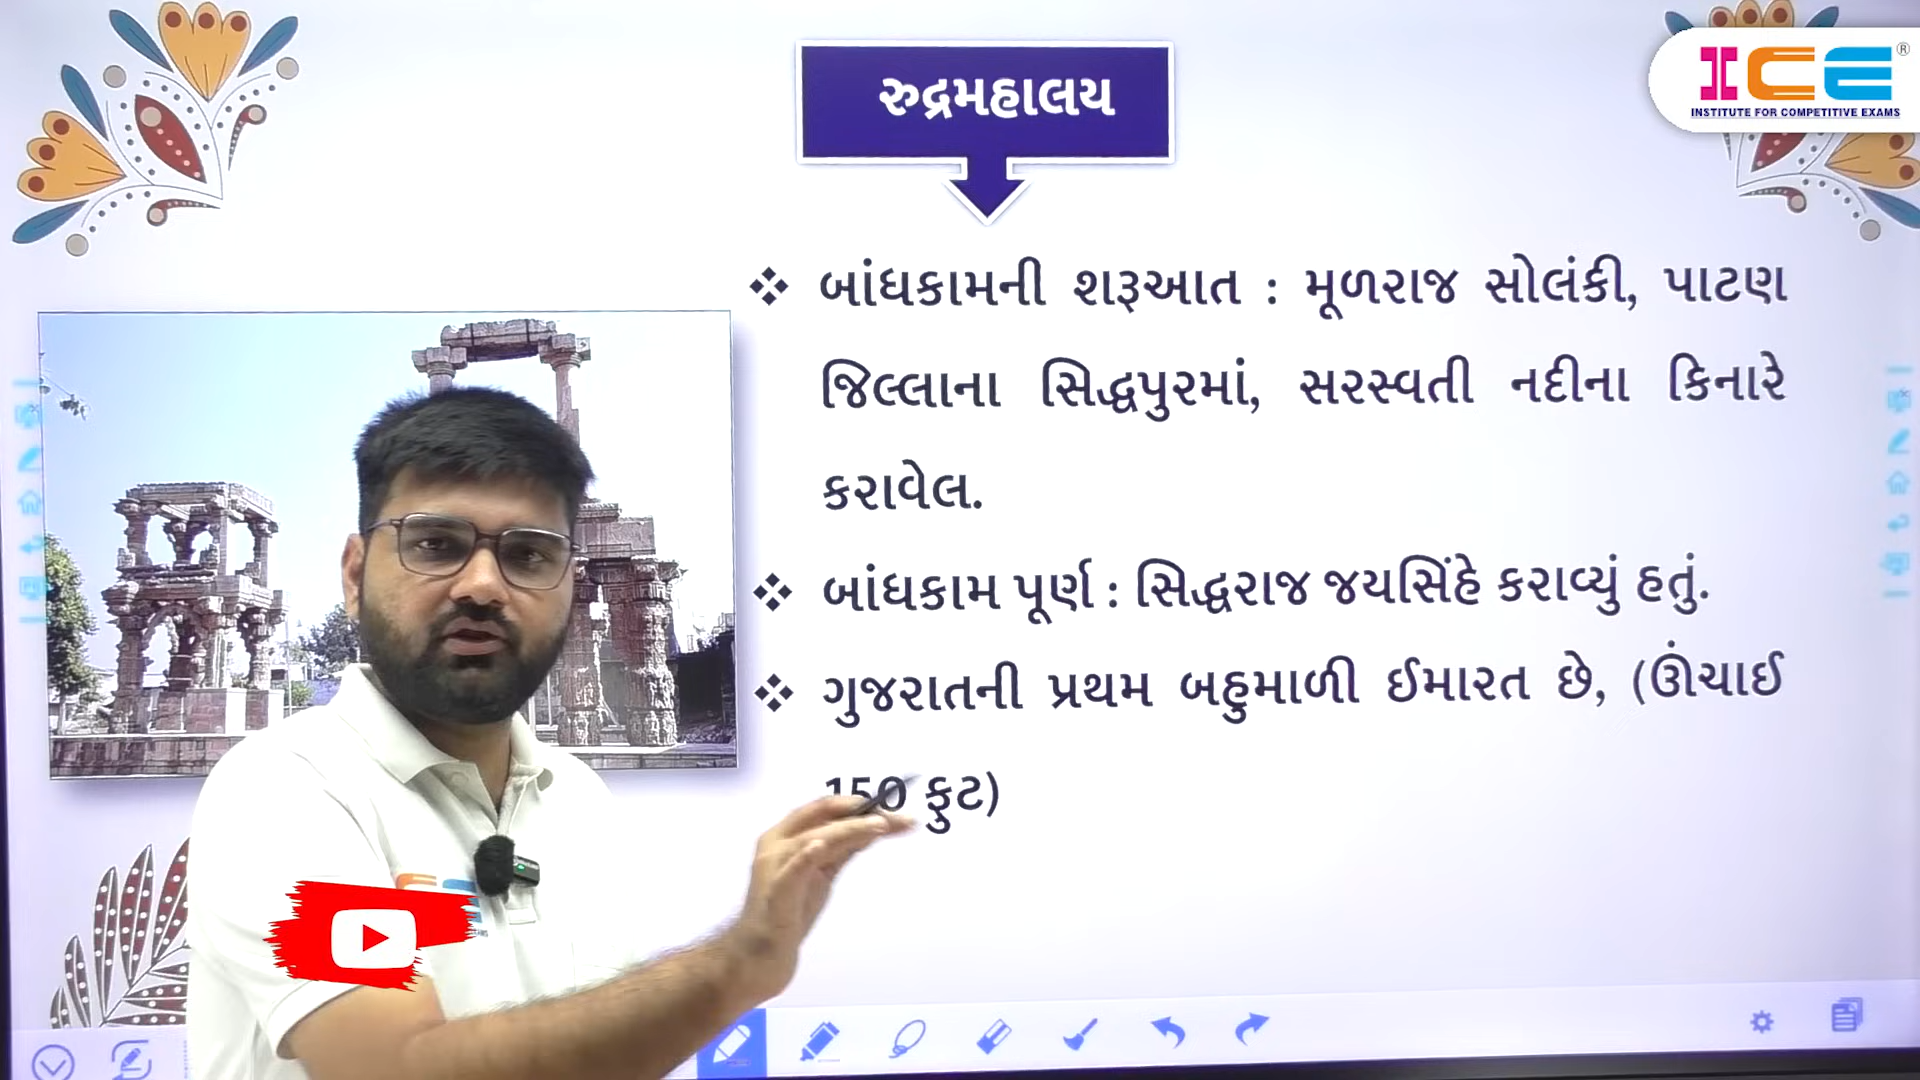 રુદ્રમહાલય
ICE®
INSTITUTE FOR COMPETITIVE EXAMS
❖ બાંધકામની શરૂઆત : મૂળરાજ સોલંકી, પાટણ
જિલ્લાના સિદ્ધપુરમાં, સરસ્વતી નદીના કિનારે
કરાવેલ.
❖ બાંધકામ પૂર્ણ : સિદ્ધરાજ જયસિંહે કરાવ્યું હતું.
❖ ગુજરાતની પ્રથમ બહુમાળી ઈમારત છે, (ઊંચાઈ
150 ફુટ)